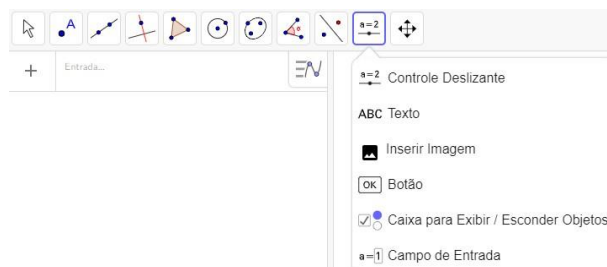 A
a=2
+
Entrada...
a=2 Controle Deslizante
ABC Texto
Inserir Imagem
OK Botão
Caixa para Exibir / Esconder Objetos
a=1 Campo de Entrada